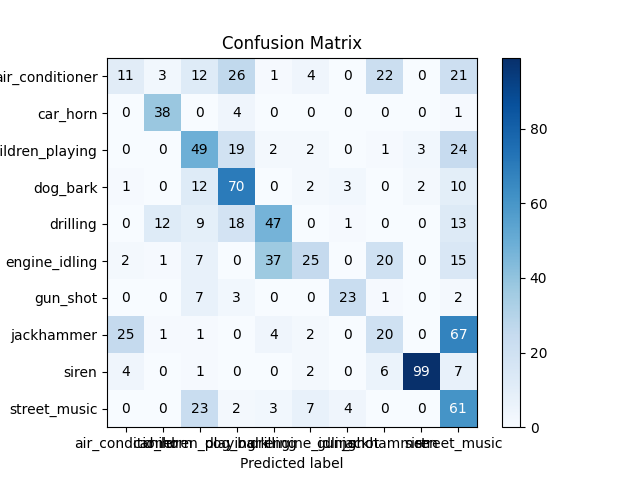 Confusion Matrix
air_conditioner 11 3 12 26 1 4 0 22 0 21
car_horn 0 38 0 4 0 0 0 0 0 1
ildren_playing 0 0 49 19 2 2 0 1 3 24
dog_bark 1 0 12 70 0 2 3 0 2 10
drilling 0 12 9 18 47 0 1 0 0 13
engine_idling 2 1 7 0 37 25 0 20 0 15
gun_shot 0 0 7 3 0 0 23 1 0 2
jackhammer 25 1 1 0 4 2 0 20 0 67
siren 4 0 1 0 0 2 0 6 99 7
street_music 0 0 23 2 3 7 4 0 0 61
80
60
40
20
0
street_music
Predicted label